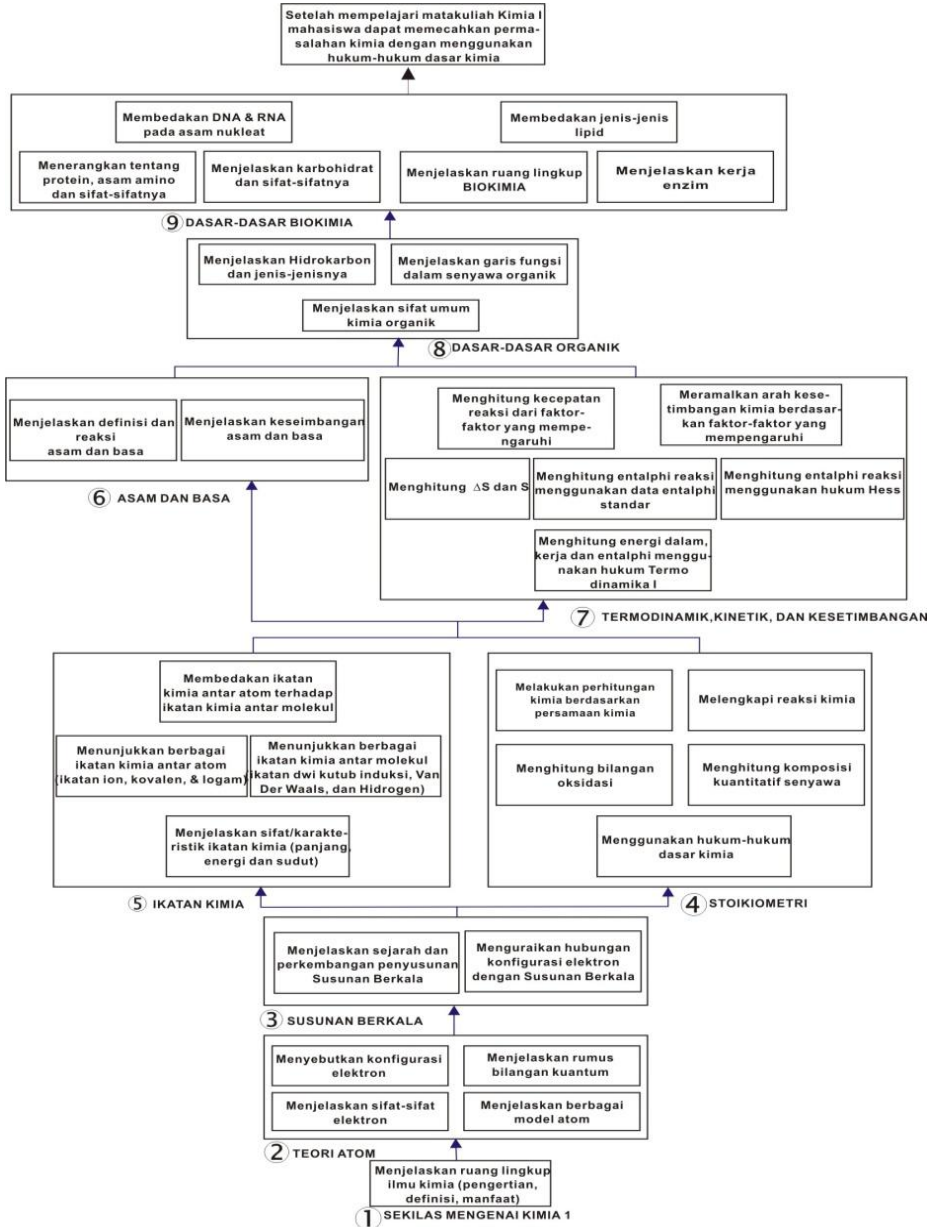 Setelah mempelajari matakuliah Kimia I
mahasiswa dapat memecahkan perma-
salahan kimia dengan menggunakan
hukum-hukum dasar kimia
Membedakan DNA & RNA
pada asam nukleat
Membedakan jenis-jenis
lipid
Menerangkan tentang
protein, asam amino
dan sifat-sifatnya
Menjelaskan karbohidrat
dan sifat-sifatnya
Menjelaskan ruang lingkup
BIOKIMIA
Menjelaskan kerja
enzim
9 DASAR-DASAR BIOKIMIA
Menjelaskan Hidrokarbon
dan jenis-jenisnya
Menjelaskan garis fungsi
dalam senyawa organik
Menjelaskan sifat umum
kimia organik
8 DASAR-DASAR ORGANIK
Menjelaskan definisi dan
reaksi
asam dan basa
Menjelaskan keseimbangan
asam dan basa
6 ASAM DAN BASA
Menghitung kecepatan
reaksi dari faktor-
faktor yang mempe-
ngaruhi
Meramalkan arah kese-
timbangan kimia berdasar-
kan faktor-faktor yang
mempengaruhi
Menghitung ΔS dan S
Menghitung entalphi reaksi
menggunakan data entalphi
standar
Menghitung entalphi reaksi
menggunakan hukum Hess
Menghitung energi dalam,
kerja dan entalphi menggu-
nakan hukum Termo
dinamika I
7 TERMODINAMIK,KINETIK, DAN KESETIMBANGAN
Membedakan ikatan
kimia antar atom terhadap
ikatan kimia antar molekul
Menunjukkan berbagai
ikatan kimia antar atom
(ikatan ion, kovalen, & logam)
Menunjukkan berbagai
ikatan kimia antar molekul
(ikatan dwi kutub induksi, Van
Der Waals, dan Hidrogen)
Menjelaskan sifat/karakte-
ristik ikatan kimia (panjang,
energi dan sudut)
5 IKATAN KIMIA
Melakukan perhitungan
kimia berdasarkan
persamaan kimia
Melengkapi reaksi kimia
Menghitung bilangan
oksidasi
Menghitung komposisi
kuantitatif senyawa
Menggunakan hukum-hukum
dasar kimia
4 STOIKIOMETRI
Menjelaskan sejarah dan
perkembangan penyusunan
Susunan Berkala
Menguraikan hubungan
konfigurasi elektron
dengan Susunan Berkala
3 SUSUNAN BERKALA
Menyebutkan konfigurasi
elektron
Menjelaskan rumus
bilangan kuantum
Menjelaskan sifat-sifat
elektron
Menjelaskan berbagai
model atom
2 TEORI ATOM
Menjelaskan ruang lingkup
ilmu kimia (pengertian,
definisi, manfaat)
1 SEKILAS MENGENAI KIMIA 1